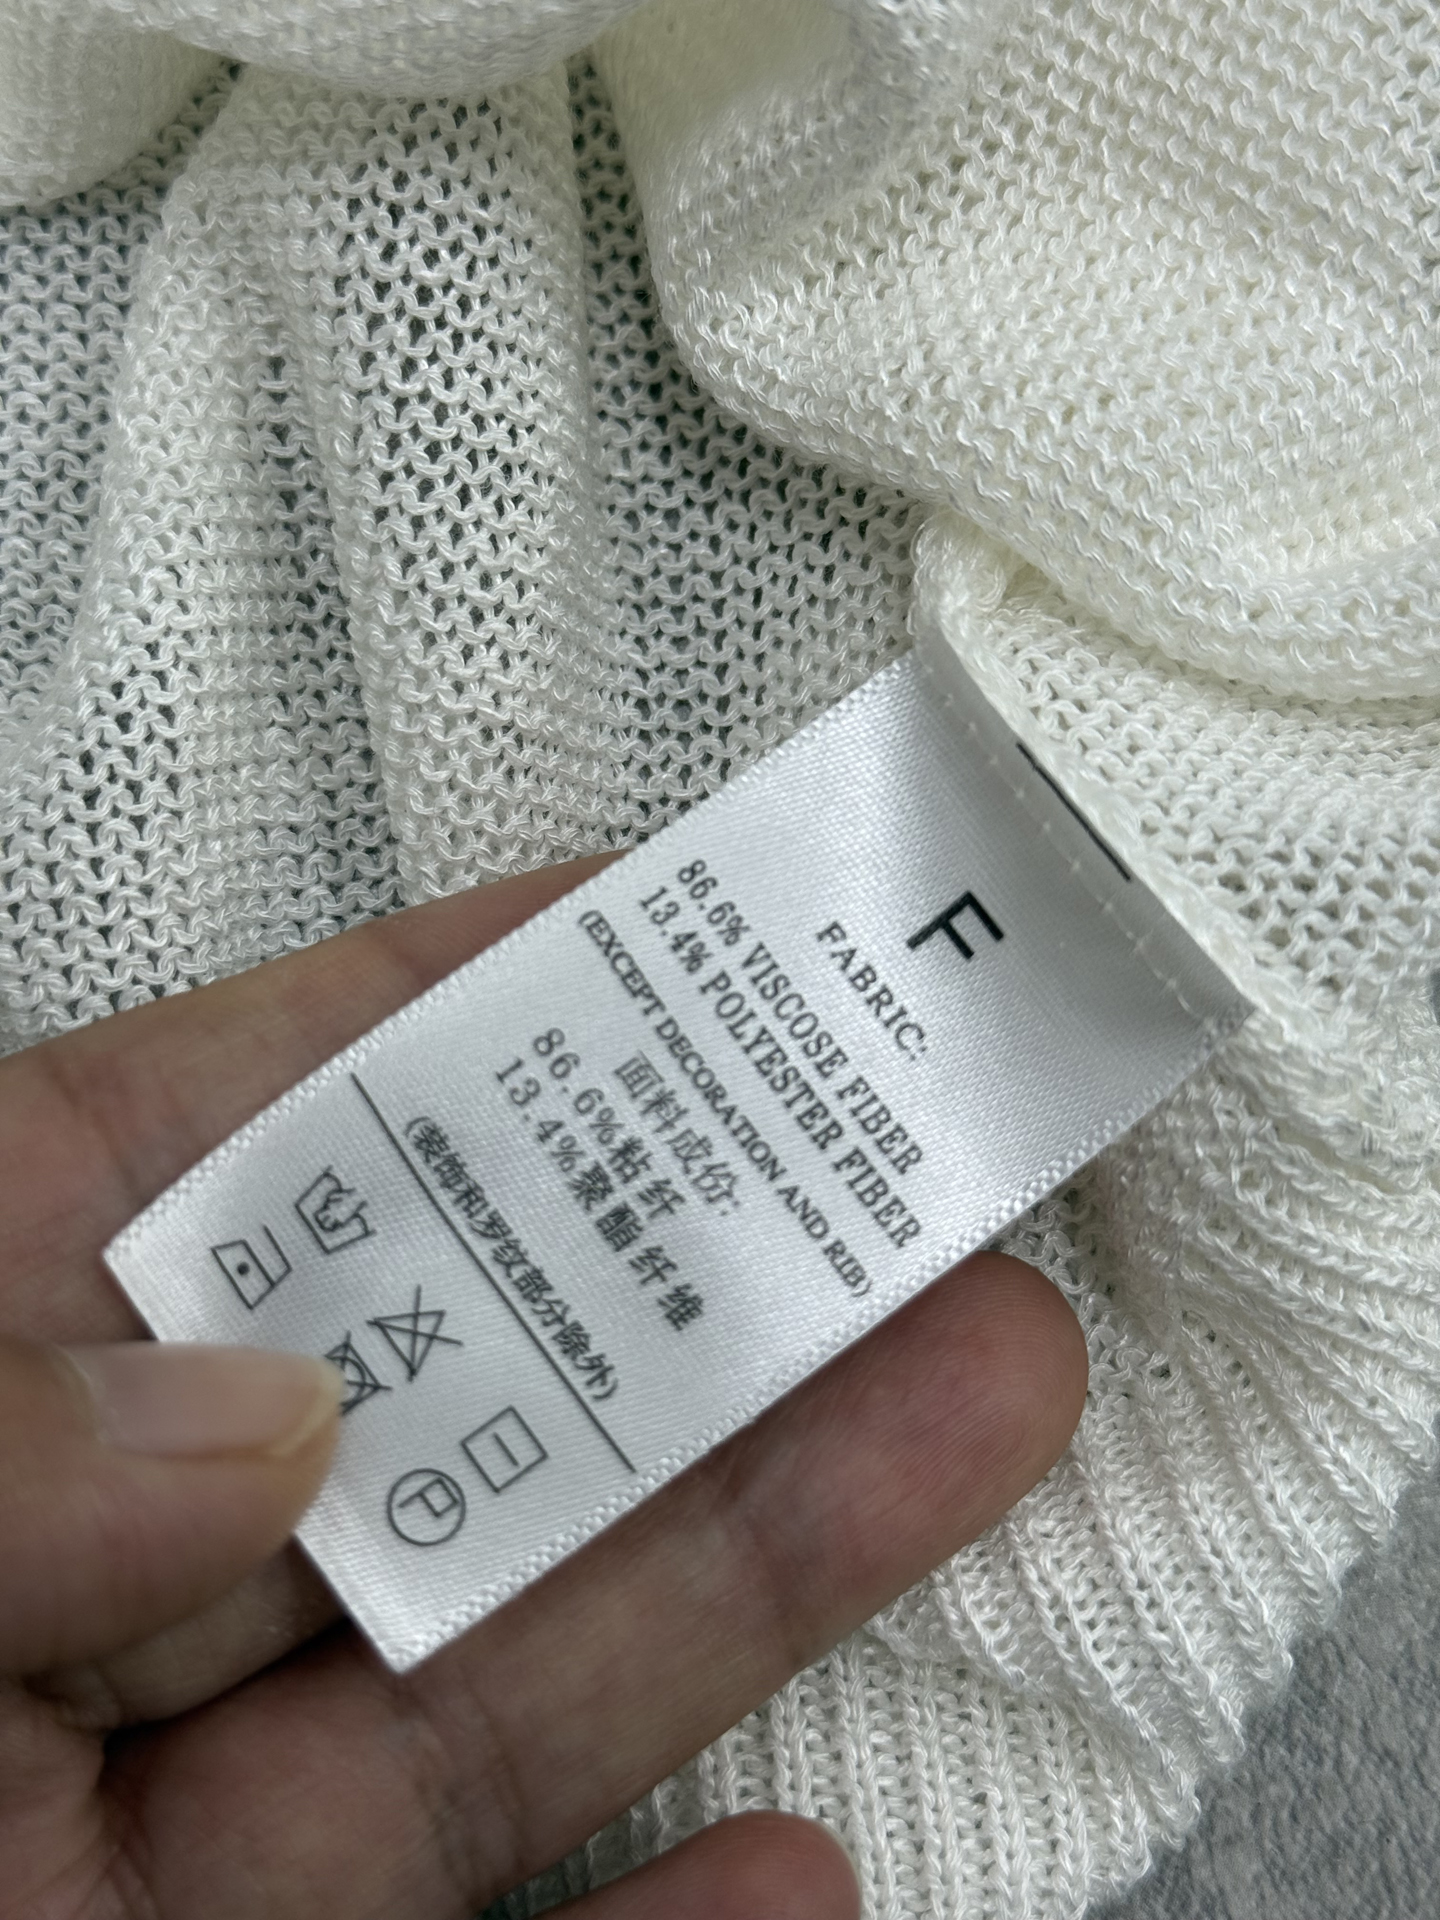 F
FABRIC:
86.6% VISCOSE FIBER
13.4% POLYESTER FIBER
(EXCEPT DECORATION AND RIB)
面料成份:
86.6%粘纤
13.4%聚酯纤维
(装饰和罗纹部分除外)
P